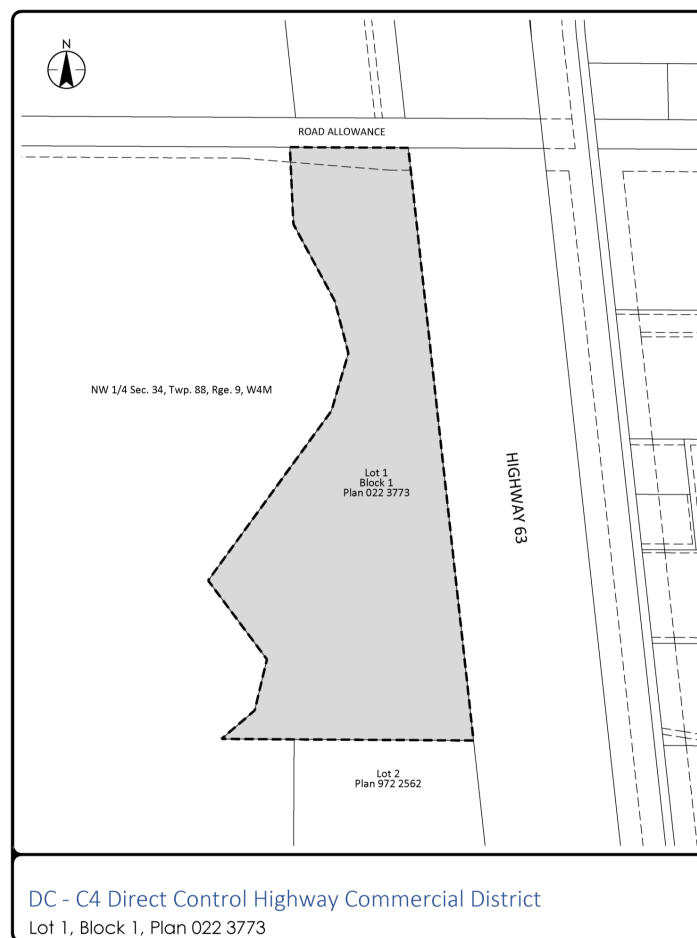 N
ROAD ALLOWANCE
NW 1/4 Sec. 34, Twp. 88, Rge. 9, W4M
Lot 1
Block 1
Plan 022 3773
HIGHWAY 63
Lot 2
Plan 972 2562
DC - C4 Direct Control Highway Commercial District
Lot 1, Block 1, Plan 022 3773